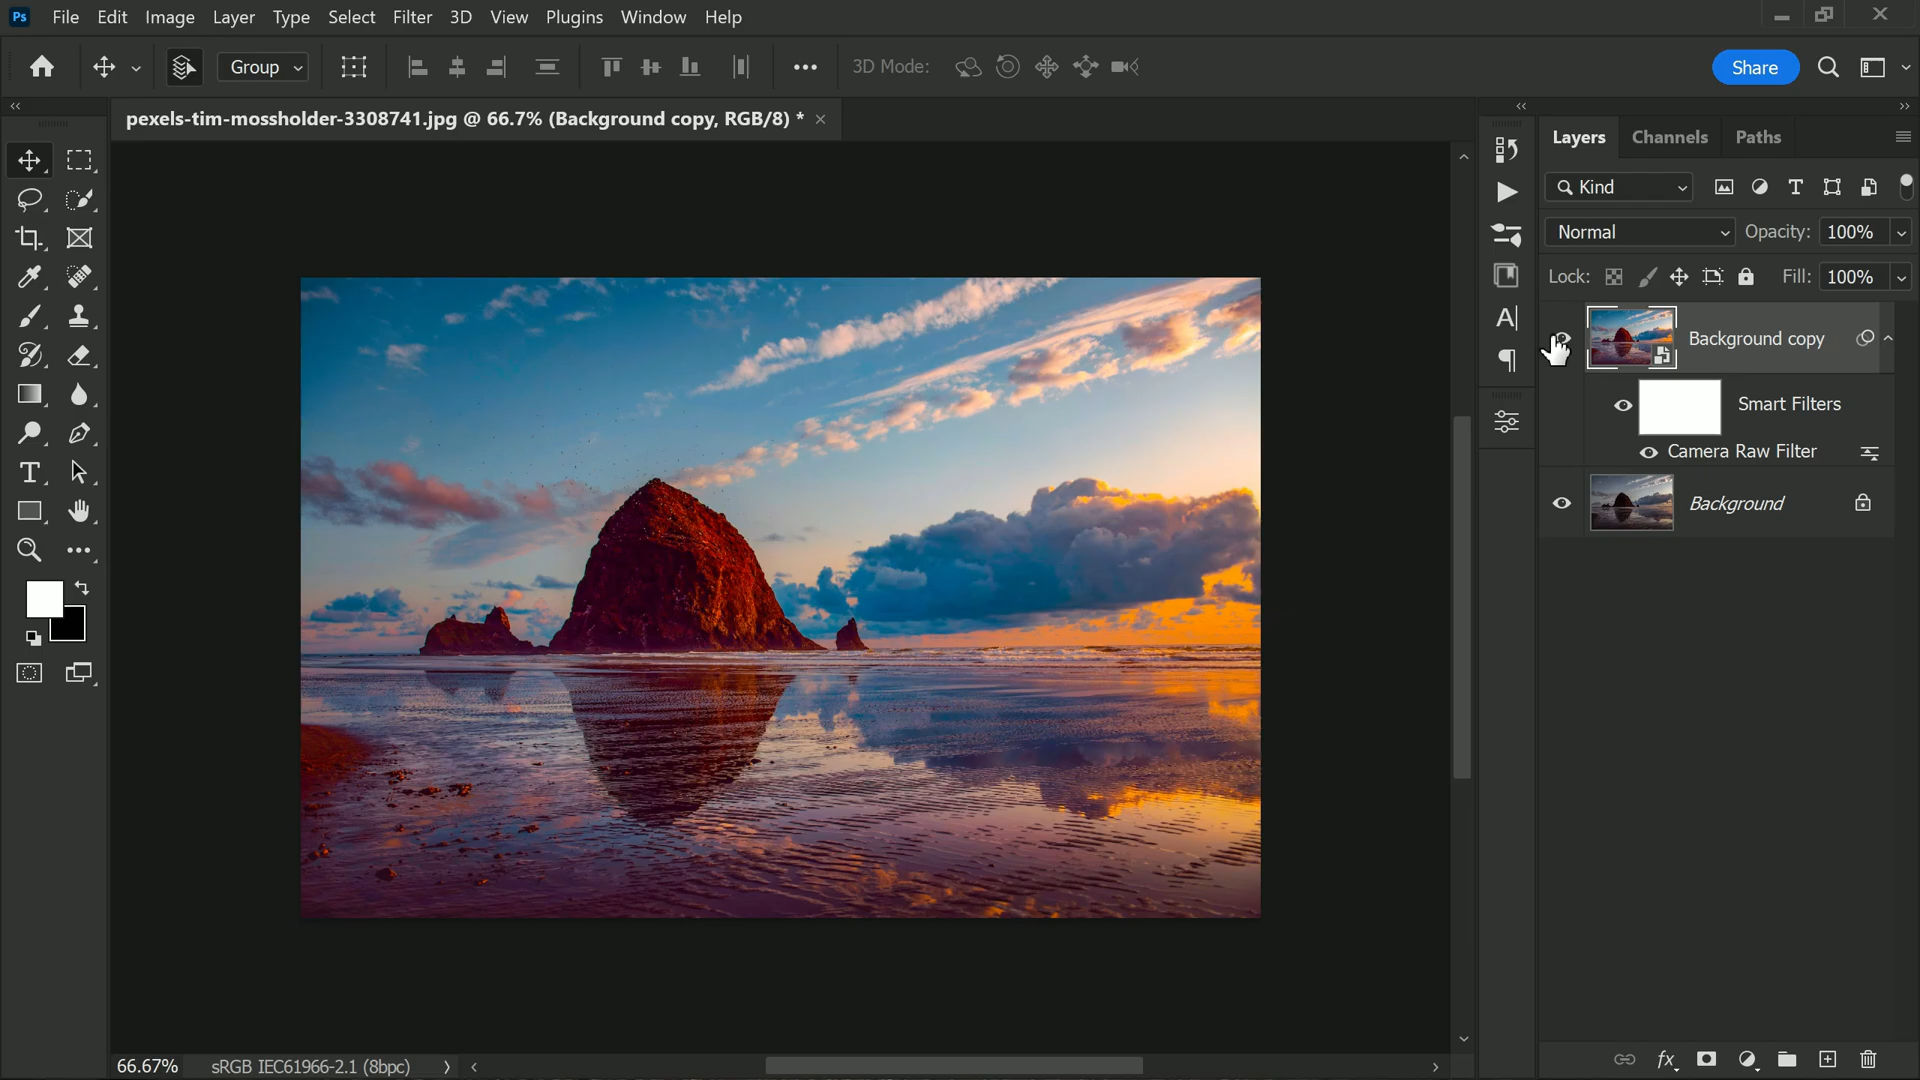 Ps File Edit Image Layer Type Select Filter 3D View Plugins Window Help
Group 3D Mode: Share
pexels-tim-mossholder-3308741.jpg @ 66.7% (Background copy, RGB/8) *
Layers Channels Paths
Kind
Normal Opacity: 100%
Lock: Fill: 100%
Background copy
Smart Filters
Camera Raw Filter
Background
66.67% sRGB IEC61966-2.1 (8bpc)